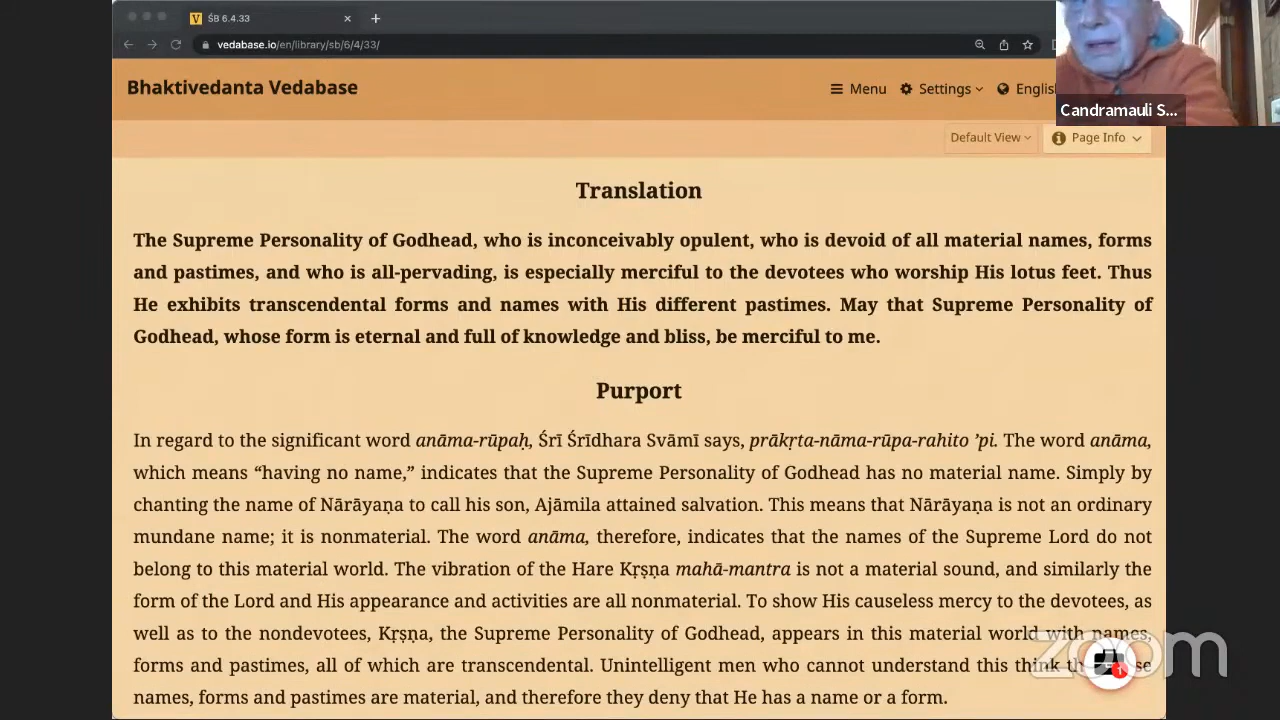 ŚB 6.4.33
vedabase.io/en/library/sb/6/4/33/
Bhaktivedanta Vedabase
Menu Settings English
Candramauli S...
Default View Page Info
Translation
The Supreme Personality of Godhead, who is inconceivably opulent, who is devoid of all material names, forms
and pastimes, and who is all-pervading, is especially merciful to the devotees who worship His lotus feet. Thus
He exhibits transcendental forms and names with His different pastimes. May that Supreme Personality of
Godhead, whose form is eternal and full of knowledge and bliss, be merciful to me.
Purport
In regard to the significant word anāma-rūpaḥ, Śrī Śrīdhara Svāmī says, prākṛta-nāma-rūpa-rahito ’pi. The word anāma,
which means “having no name,” indicates that the Supreme Personality of Godhead has no material name. Simply by
chanting the name of Nārāyaṇa to call his son, Ajāmila attained salvation. This means that Nārāyaṇa is not an ordinary
mundane name; it is nonmaterial. The word anāma, therefore, indicates that the names of the Supreme Lord do not
belong to this material world. The vibration of the Hare Kṛṣṇa mahā-mantra is not a material sound, and similarly the
form of the Lord and His appearance and activities are all nonmaterial. To show His causeless mercy to the devotees, as
well as to the nondevotees, Kṛṣṇa, the Supreme Personality of Godhead, appears in this material world with names,
forms and pastimes, all of which are transcendental. Unintelligent men who cannot understand this think
names, forms and pastimes are material, and therefore they deny that He has a name or a form.
zoom
1